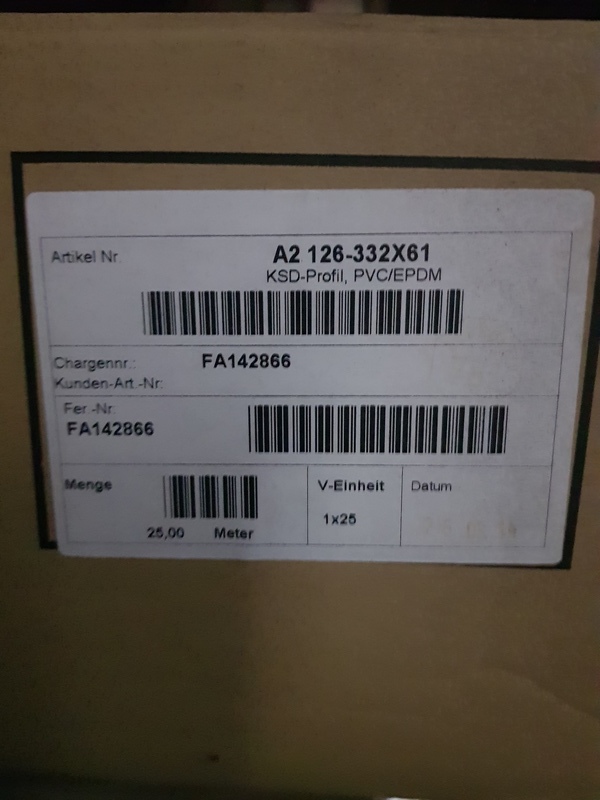 Artikel Nr.
A2 126-332X61
KSD-Profil, PVC/EPDM
Chargennr.: FA142866
Kunden-Art.-Nr:
Fer.-Nr:
FA142866
Menge
25,00 Meter
V-Einheit
1x25
Datum